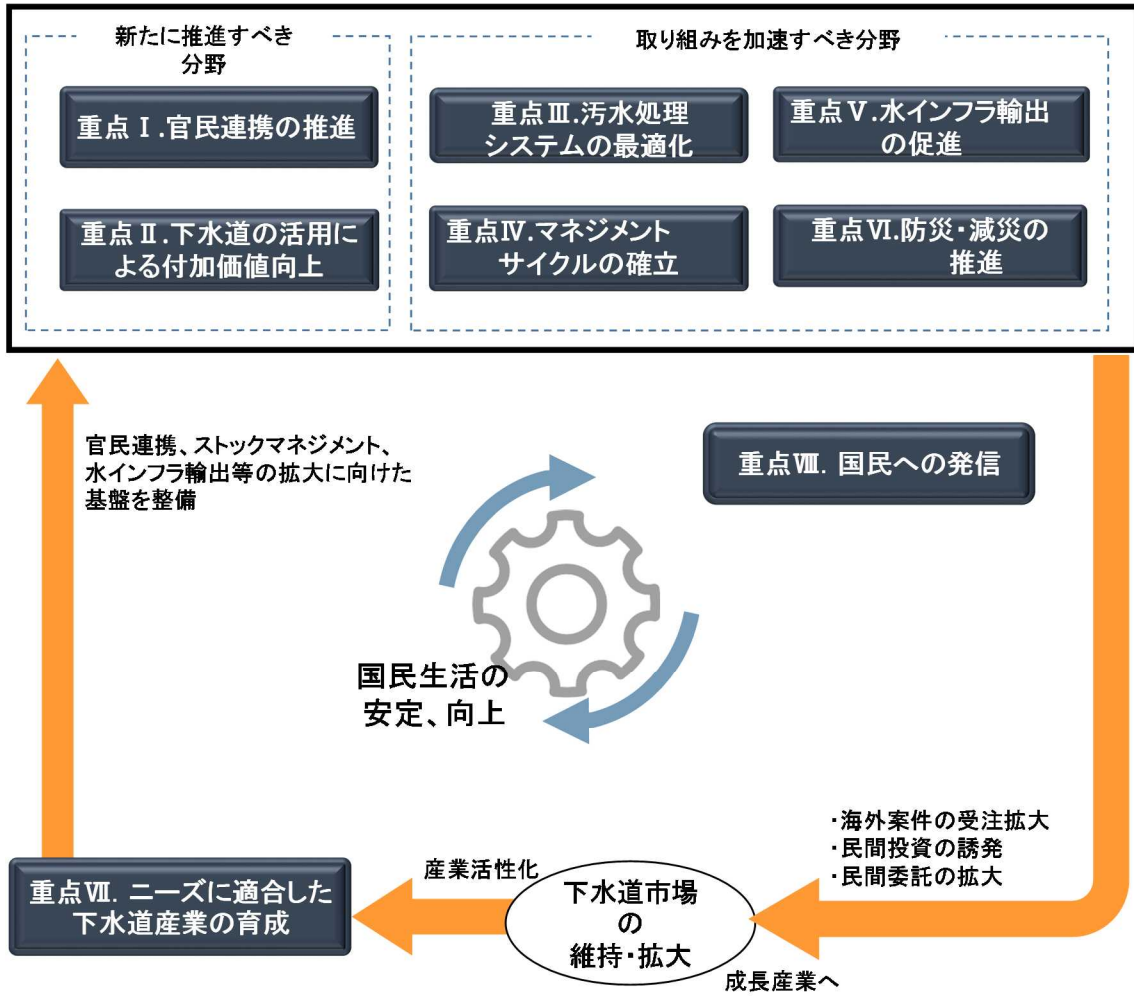 新たに推進すべき
分野
重点Ⅰ.官民連携の推進
重点Ⅱ.下水道の活用に
よる付加価値向上
取り組みを加速すべき分野
重点Ⅲ.汚水処理
システムの最適化
重点Ⅴ.水インフラ輸出
の促進
重点Ⅳ.マネジメント
サイクルの確立
重点Ⅵ.防災・減災の
推進
官民連携、ストックマネジメント、
水インフラ輸出等の拡大に向けた
基盤を整備
重点Ⅷ. 国民への発信
国民生活の
安定、向上
・海外案件の受注拡大
・民間投資の誘発
・民間委託の拡大
成長産業へ
下水道市場
の
維持・拡大
産業活性化
重点Ⅶ. ニーズに適合した
下水道産業の育成